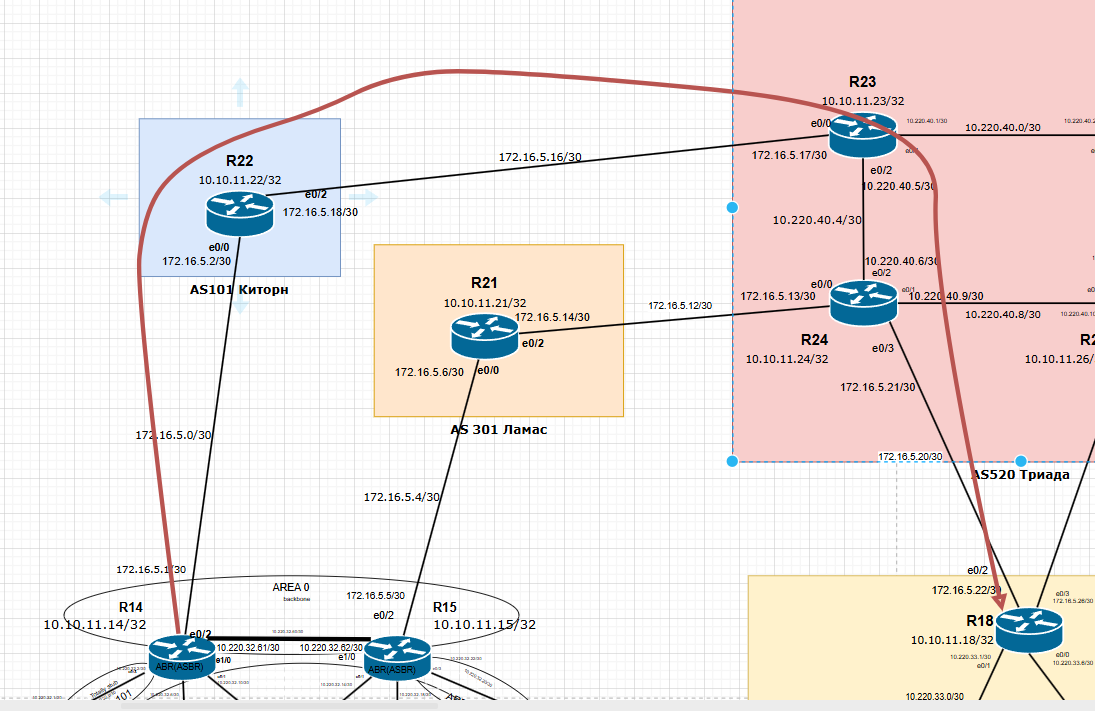 R23
10.10.11.23/32
e0/0
10.220.40.1/30
10.220.40.0/30
172.16.5.16/30
172.16.5.17/30
e0/2
10.220.40.5/30
R22
10.10.11.22/32
e0/2
172.16.5.18/30
e0/0
172.16.5.2/30
AS101 Киторн
10.220.40.4/30
10.220.40.6/30
e0/2
R21
10.10.11.21/32
172.16.5.14/30
e0/2
172.16.5.6/30
e0/0
AS 301 Ламас
172.16.5.12/30
172.16.5.13/30
e0/0
e0/1
10.220.40.9/30
10.220.40.8/30
R24
10.10.11.24/32
e0/3
10.10.11.26/
172.16.5.21/30
172.16.5.0/30
172.16.5.20/30
AS520 Триада
172.16.5.4/30
172.16.5.1/30
AREA 0
backbone
172.16.5.5/30
R14
10.10.11.14/32
e0/2
R15
10.10.11.15/32
e0/2
10.220.32.61/30
10.220.32.62/30
e1/0
e1/0
ABR(ASBR)
ABR(ASBR)
101
e0/2
172.16.5.22/30
e0/3
172.16.5.26/30
R18
10.10.11.18/32
10.220.33.1/30
e0/1
e0/0
10.220.33.6/30
10.220.33.0/30